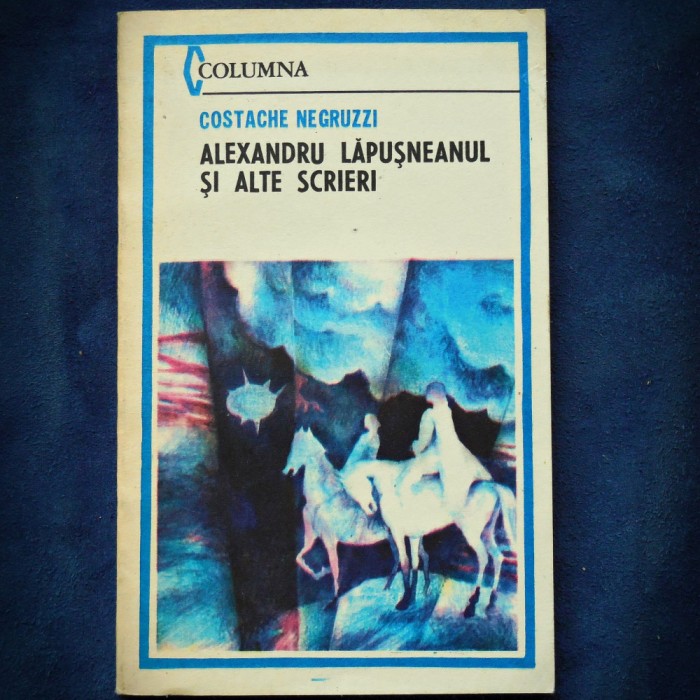 COLUMNA
COSTACHE NEGRUZZI
ALEXANDRU LĂPUŞNEANUL
ŞI ALTE SCRIERI